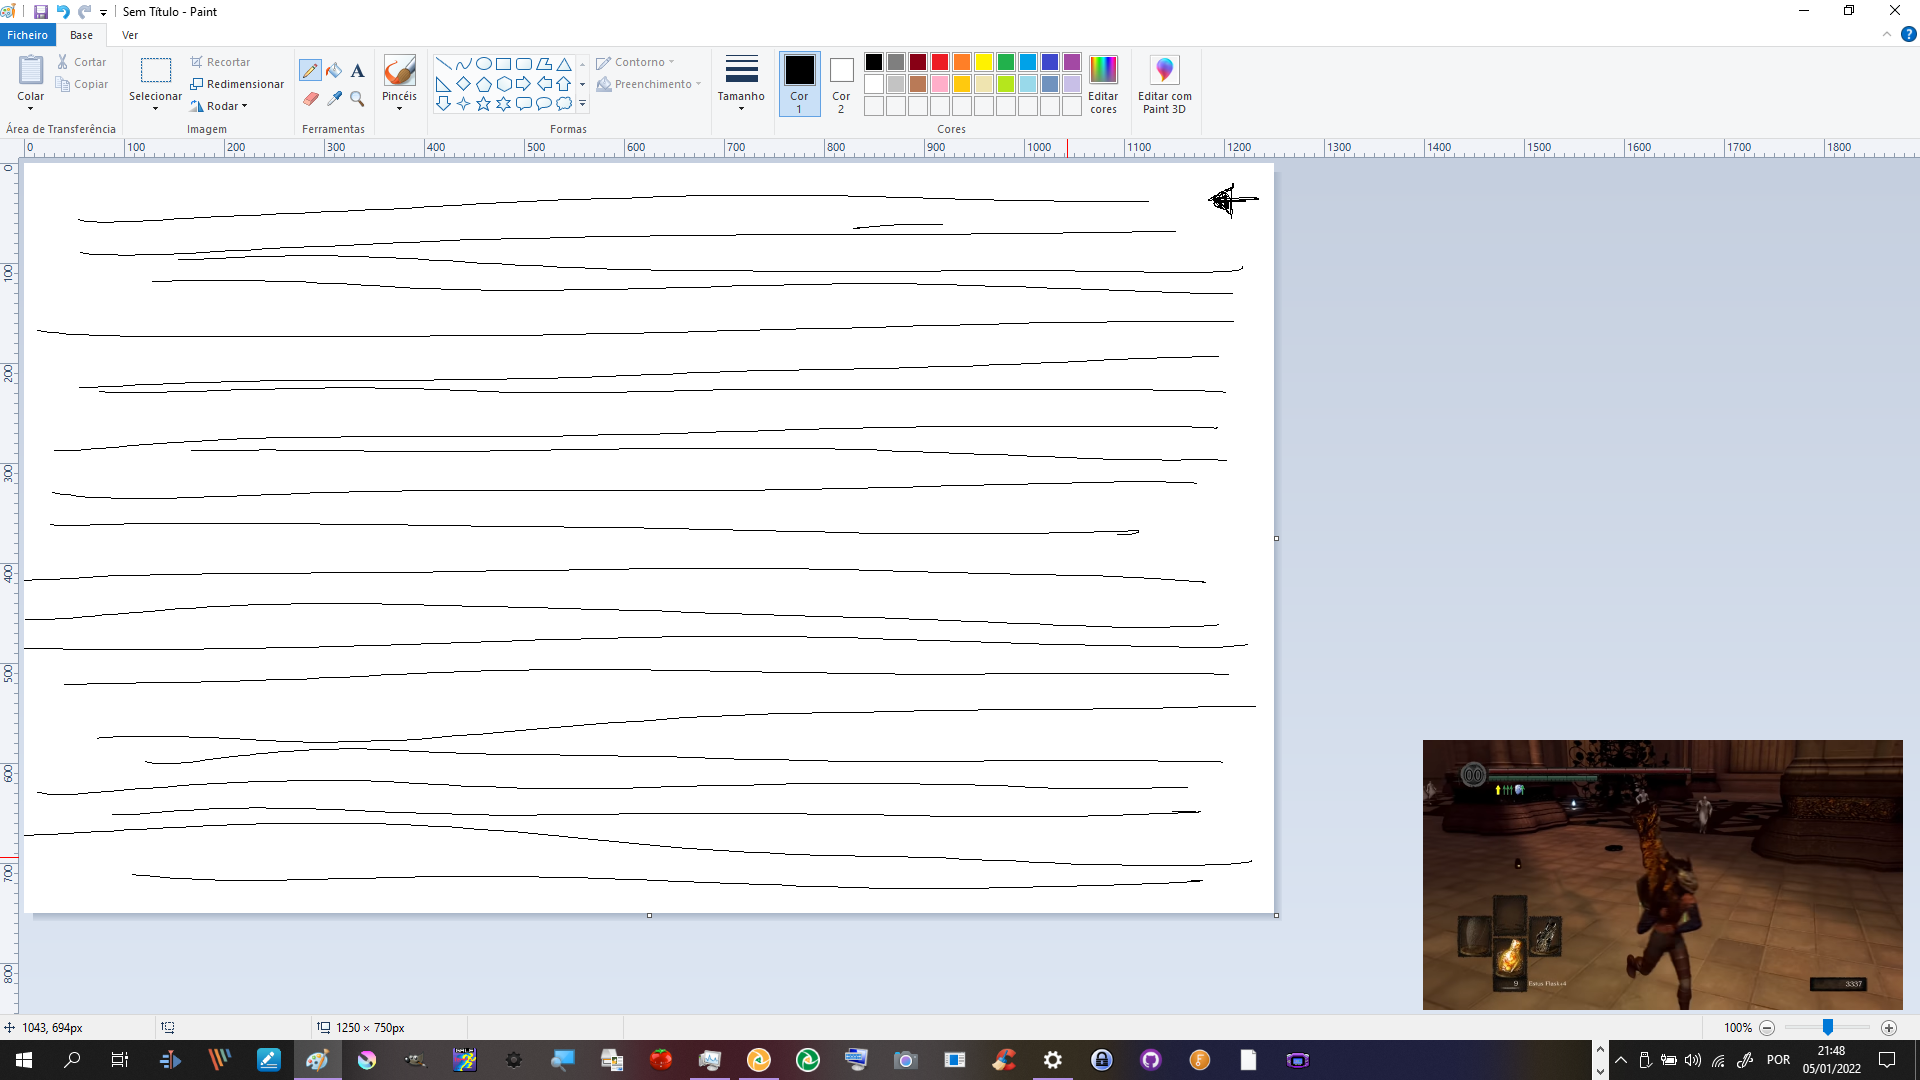 Sem Título - Paint
Ficheiro Base Ver
Colar
Cortar
Copiar
Área de Transferência
Selecionar
Recortar
Redimensionar
Rodar
Imagem
A
Ferramentas
Pincéis
Contorno
Preenchimento
Formas
Tamanho
Cor 1
Cor 2
Editar cores
Cores
Editar com Paint 3D
0 100 200 300 400 500 600 700 800 900 1000 1100 1200 1300 1400 1500 1600 1700 1800
0
100
200
300
400
500
600
700
800
00
9 Estus Flask+4
3337
1043, 694px
1250 × 750px
100%
POR
21:48
05/01/2022